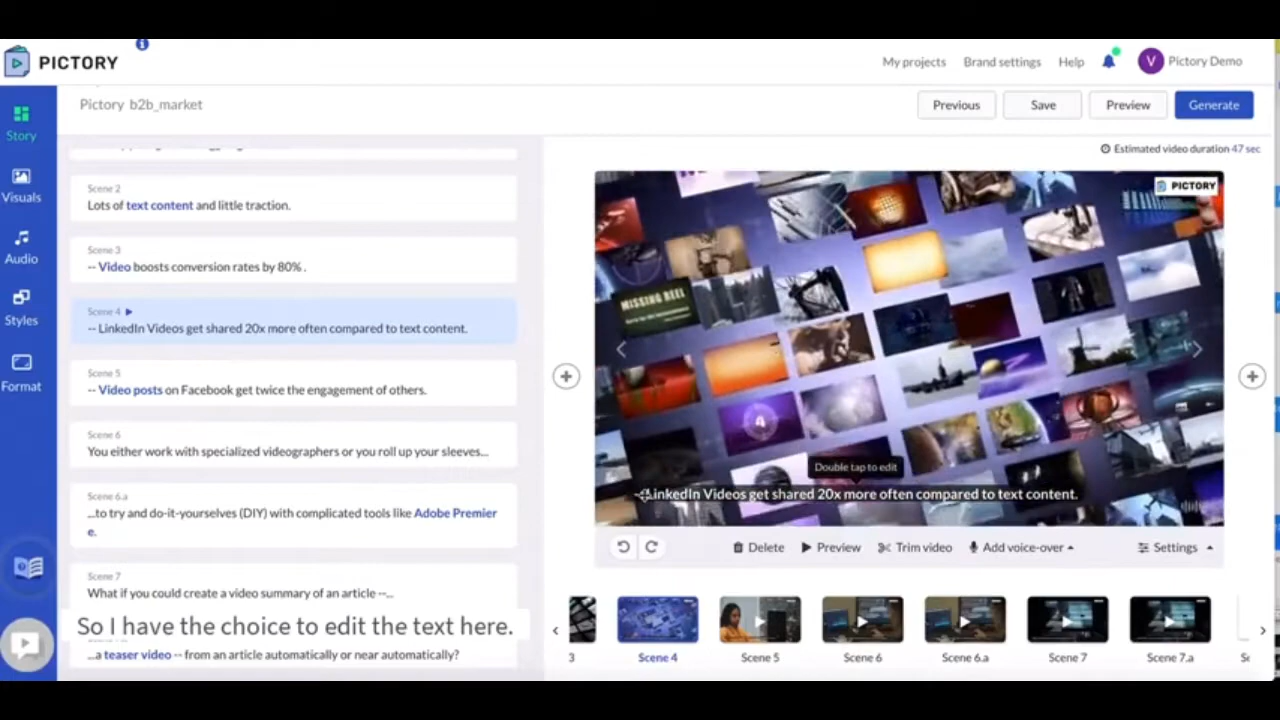 PICTORY
My projects
Brand settings
Help
V
Pictory Demo
Pictory b2b_market
Previous
Save
Preview
Generate
Story
Visuals
Audio
Styles
Format
Estimated video duration 47 sec
Scene 2
Lots of text content and little traction.
Scene 3
-- Video boosts conversion rates by 80% .
Scene 4
-- LinkedIn Videos get shared 20x more often compared to text content.
Scene 5
-- Video posts on Facebook get twice the engagement of others.
Scene 6
You either work with specialized videographers or you roll up your sleeves...
Scene 6.a
...to try and do-it-yourselves (DIY) with complicated tools like Adobe Premier
e.
Scene 7
What if you could create a video summary of an article --...
So I have the choice to edit the text here.
...a teaser video -- from an article automatically or near automatically?
PICTORY
MISSING REEL
4
Double tap to edit
LinkedIn Videos get shared 20x more often compared to text content.
Delete
Preview
Trim video
Add voice-over
Settings
3
Scene 4
Scene 5
Scene 6
Scene 6.a
Scene 7
Scene 7.a